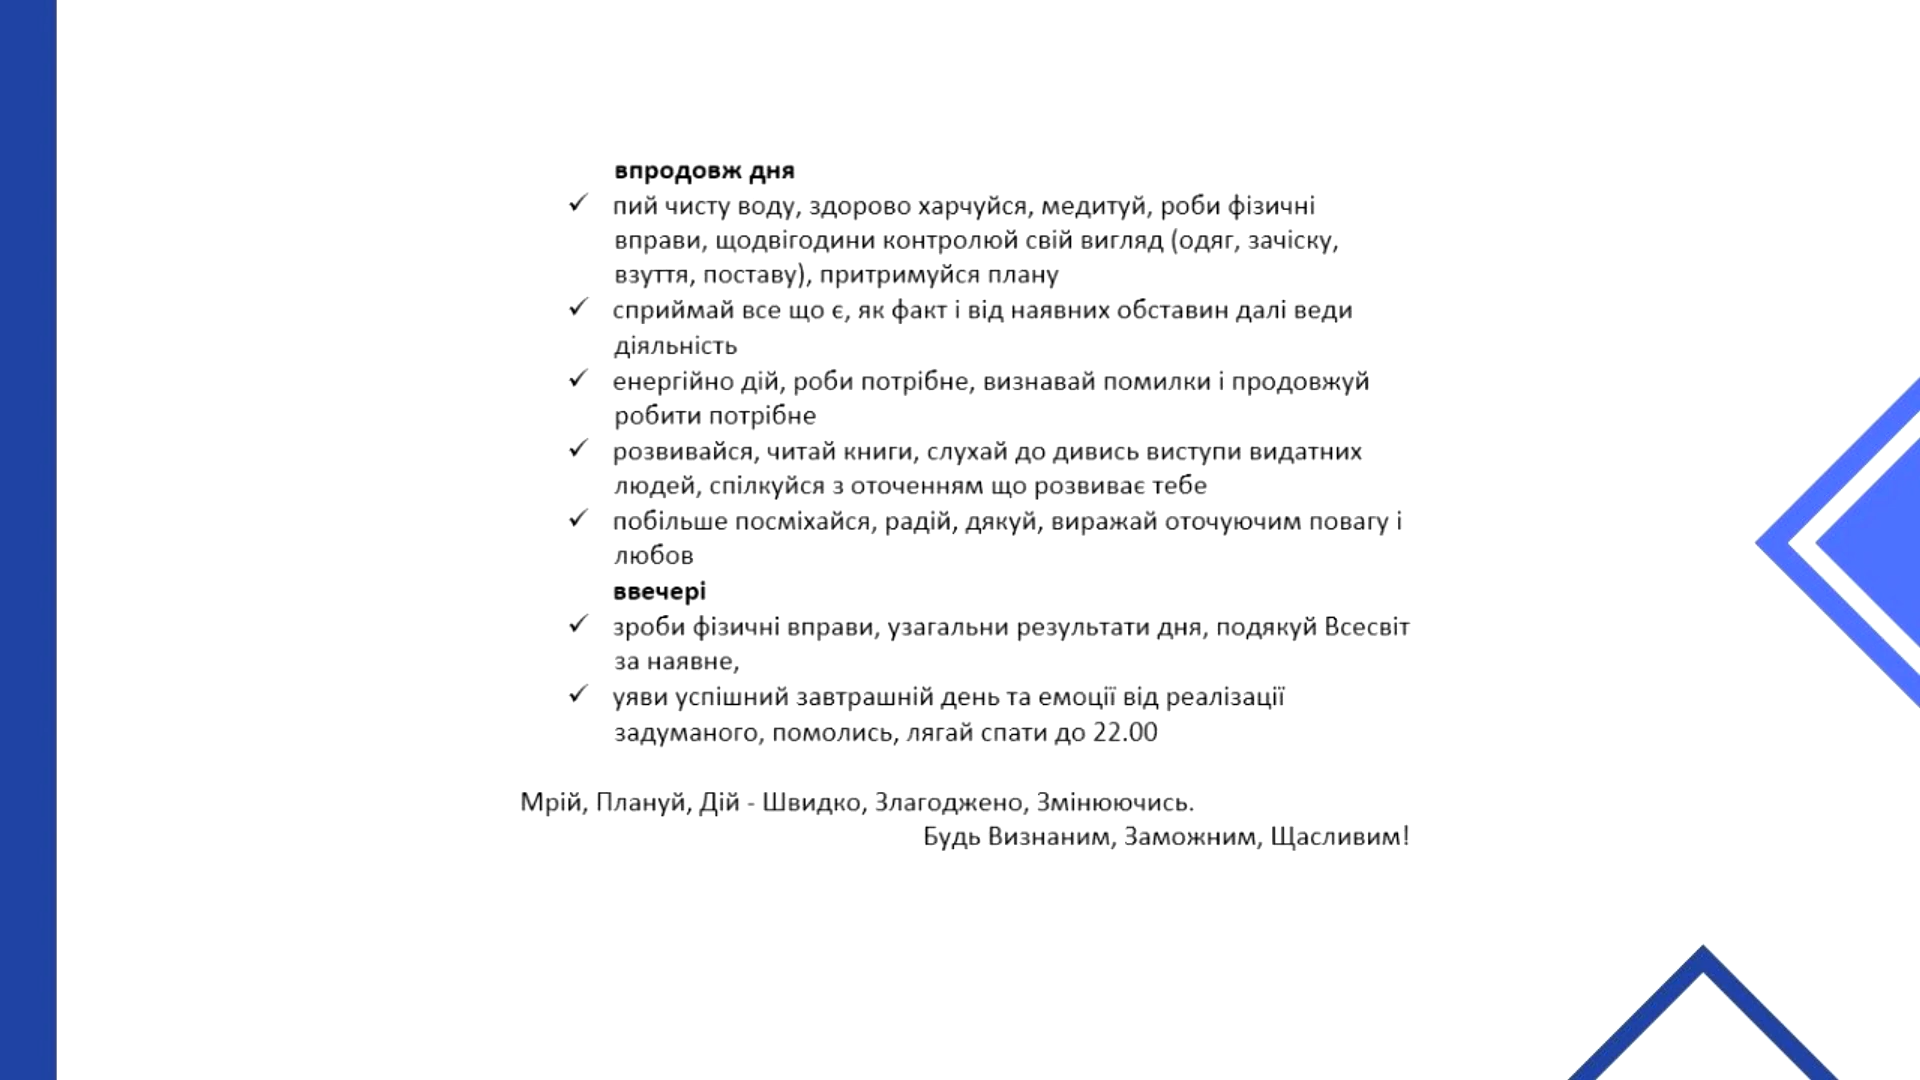 впродовж дня
✓ пий чисту воду, здорово харчуйся, медитуй, роби фізичні
вправи, щодвігодини контролюй свій вигляд (одяг, зачіску,
взуття, поставу), притримуйся плану
✓ сприймай все що є, як факт і від наявних обставин далі веди
діяльність
✓ енергійно дій, роби потрібне, визнавай помилки і продовжуй
робити потрібне
✓ розвивайся, читай книги, слухай до дивись виступи видатних
людей, спілкуйся з оточенням що розвиває тебе
✓ побільше посміхайся, радій, дякуй, виражай оточуючим повагу і
любов
ввечері
✓ зроби фізичні вправи, узагальни результати дня, подякуй Всесвіт
за наявне,
✓ уяви успішний завтрашній день та емоції від реалізації
задуманого, помолись, лягай спати до 22.00
Мрій, Плануй, Дій - Швидко, Злагоджено, Змінюючись.
Будь Визнаним, Заможним, Щасливим!